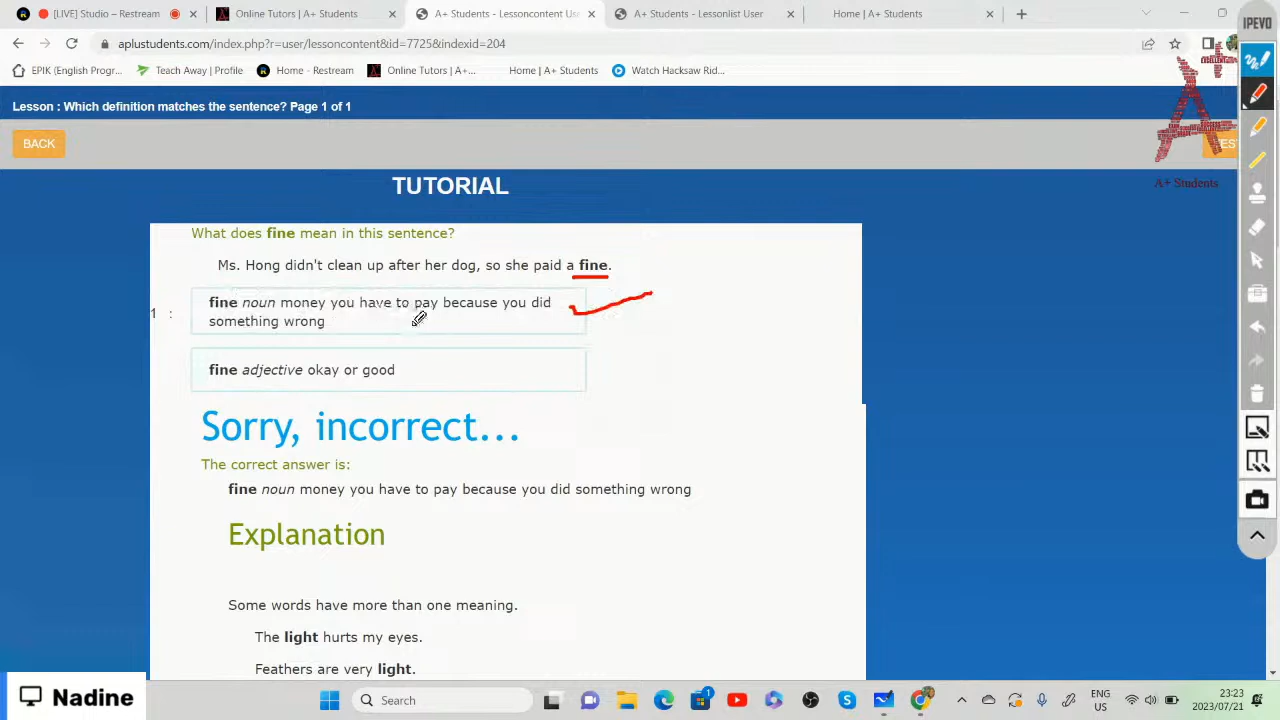 IPEVO
[LIVE] Studio – Restream
Online Tutors | A+ Students
A+ Students - Lessoncontent Use
A+ Students - Lessonlist User
Home | A+ Students
aplustudents.com/index.php?r=user/lessoncontent&id=7725&indexid=204
EPIK (English Progr...
Teach Away | Profile
Home - Restream
Online Tutors | A+...
Home | A+ Students
Watch Hacksaw Rid...
Lesson : Which definition matches the sentence? Page 1 of 1
BACK
A+ Students
TUTORIAL
What does fine mean in this sentence?
Ms. Hong didn't clean up after her dog, so she paid a fine.
fine noun money you have to pay because you did
1 :
something wrong
fine adjective okay or good
Sorry, incorrect...
The correct answer is:
fine noun money you have to pay because you did something wrong
Explanation
Some words have more than one meaning.
The light hurts my eyes.
Feathers are very light.
Nadine
Search
ENG
US
23:23
2023/07/21